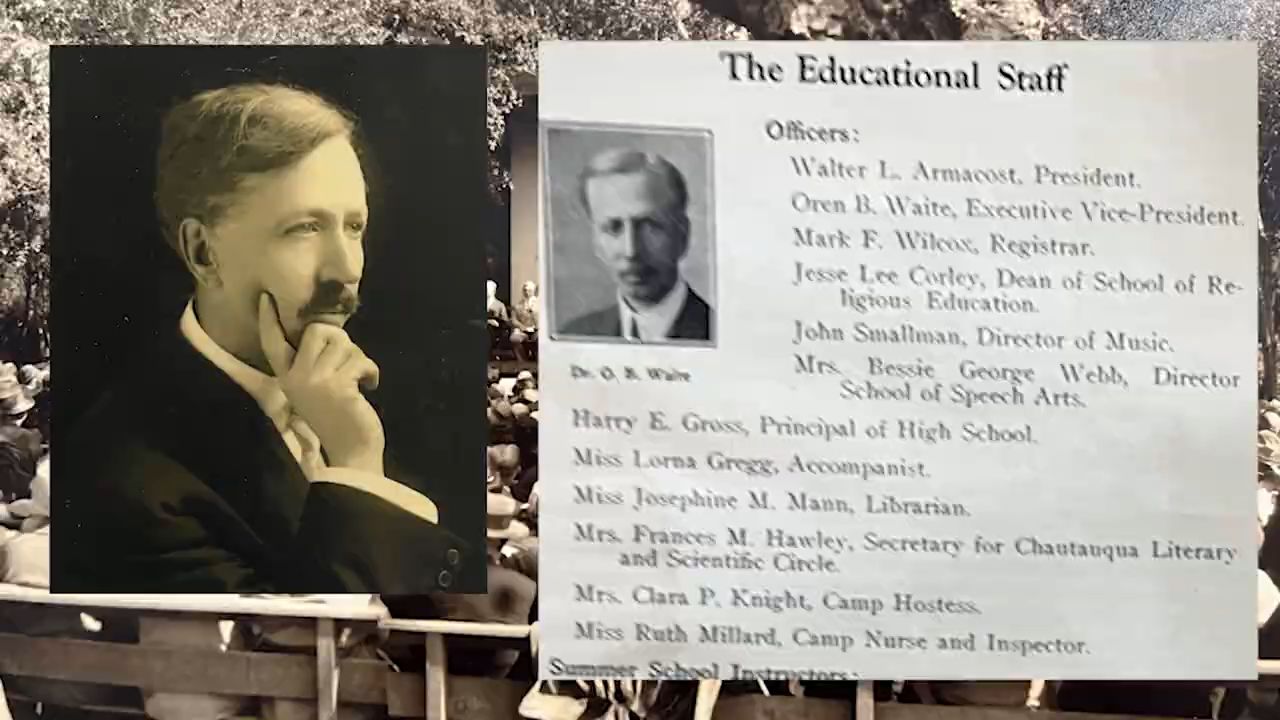 The Educational Staff
Officers:
Walter L. Armacost, President.
Oren B. Waite, Executive Vice-President.
Mark F. Wilcox, Registrar.
Jesse Lee Corley, Dean of School of Re-
ligious Education.
John Smallman, Director of Music.
Mrs. Bessie George Webb, Director
School of Speech Arts.
Dr. O. B. Waite
Harry E. Gross, Principal of High School.
Miss Lorna Gregg, Accompanist.
Miss Josephine M. Mann, Librarian.
Mrs. Frances M. Hawley, Secretary for Chautauqua Literary
and Scientific Circle.
Mrs. Clara P. Knight, Camp Hostess.
Miss Ruth Millard, Camp Nurse and Inspector.
Summer School Instructors: